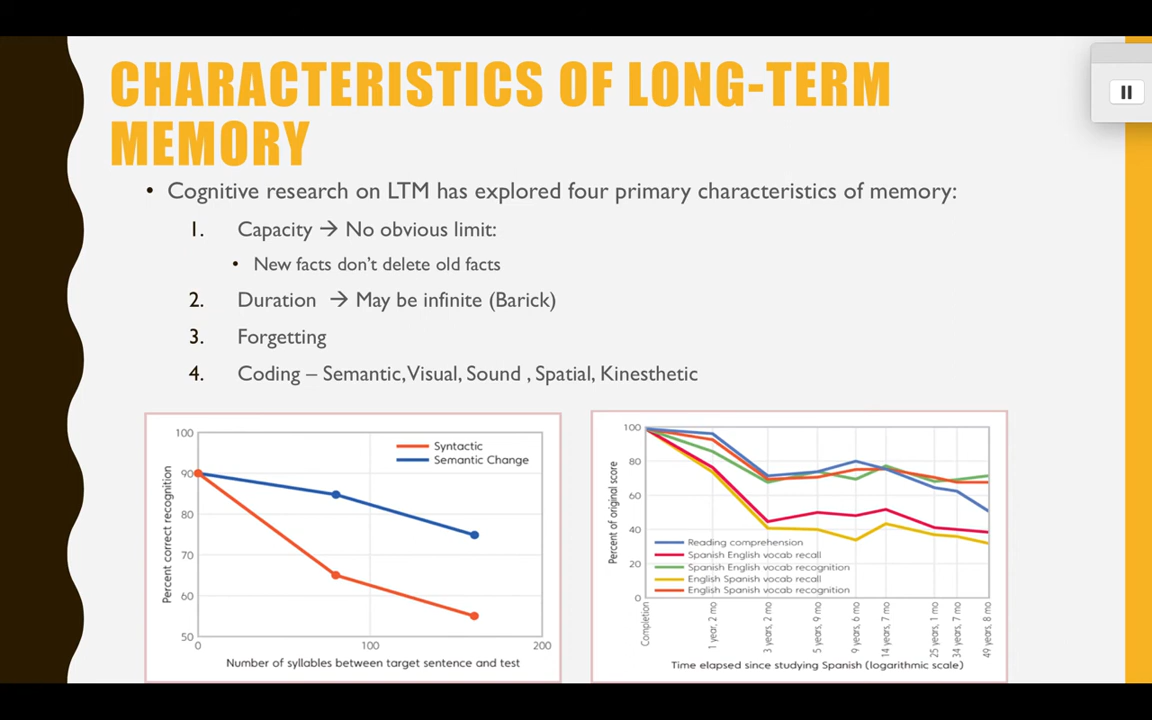 CHARACTERISTICS OF LONG-TERM
MEMORY
• Cognitive research on LTM has explored four primary characteristics of memory:
1. Capacity → No obvious limit:
• New facts don't delete old facts
2. Duration → May be infinite (Barick)
3. Forgetting
4. Coding – Semantic, Visual, Sound , Spatial, Kinesthetic
100
90
80
70
60
50
0
100
200
Percent correct recognition
Syntactic
Semantic Change
Number of syllables between target sentence and test
100
80
60
40
20
0
Percent of original score
Reading comprehension
Spanish English vocab recall
Spanish English vocab recognition
English Spanish vocab recall
English Spanish vocab recognition
Completion
1 year, 2 mo
3 years, 2 mo
5 years, 9 mo
9 years, 6 mo
14 years, 7 mo
25 years, 1 mo
34 years, 7 mo
49 years, 8 mo
Time elapsed since studying Spanish (logarithmic scale)